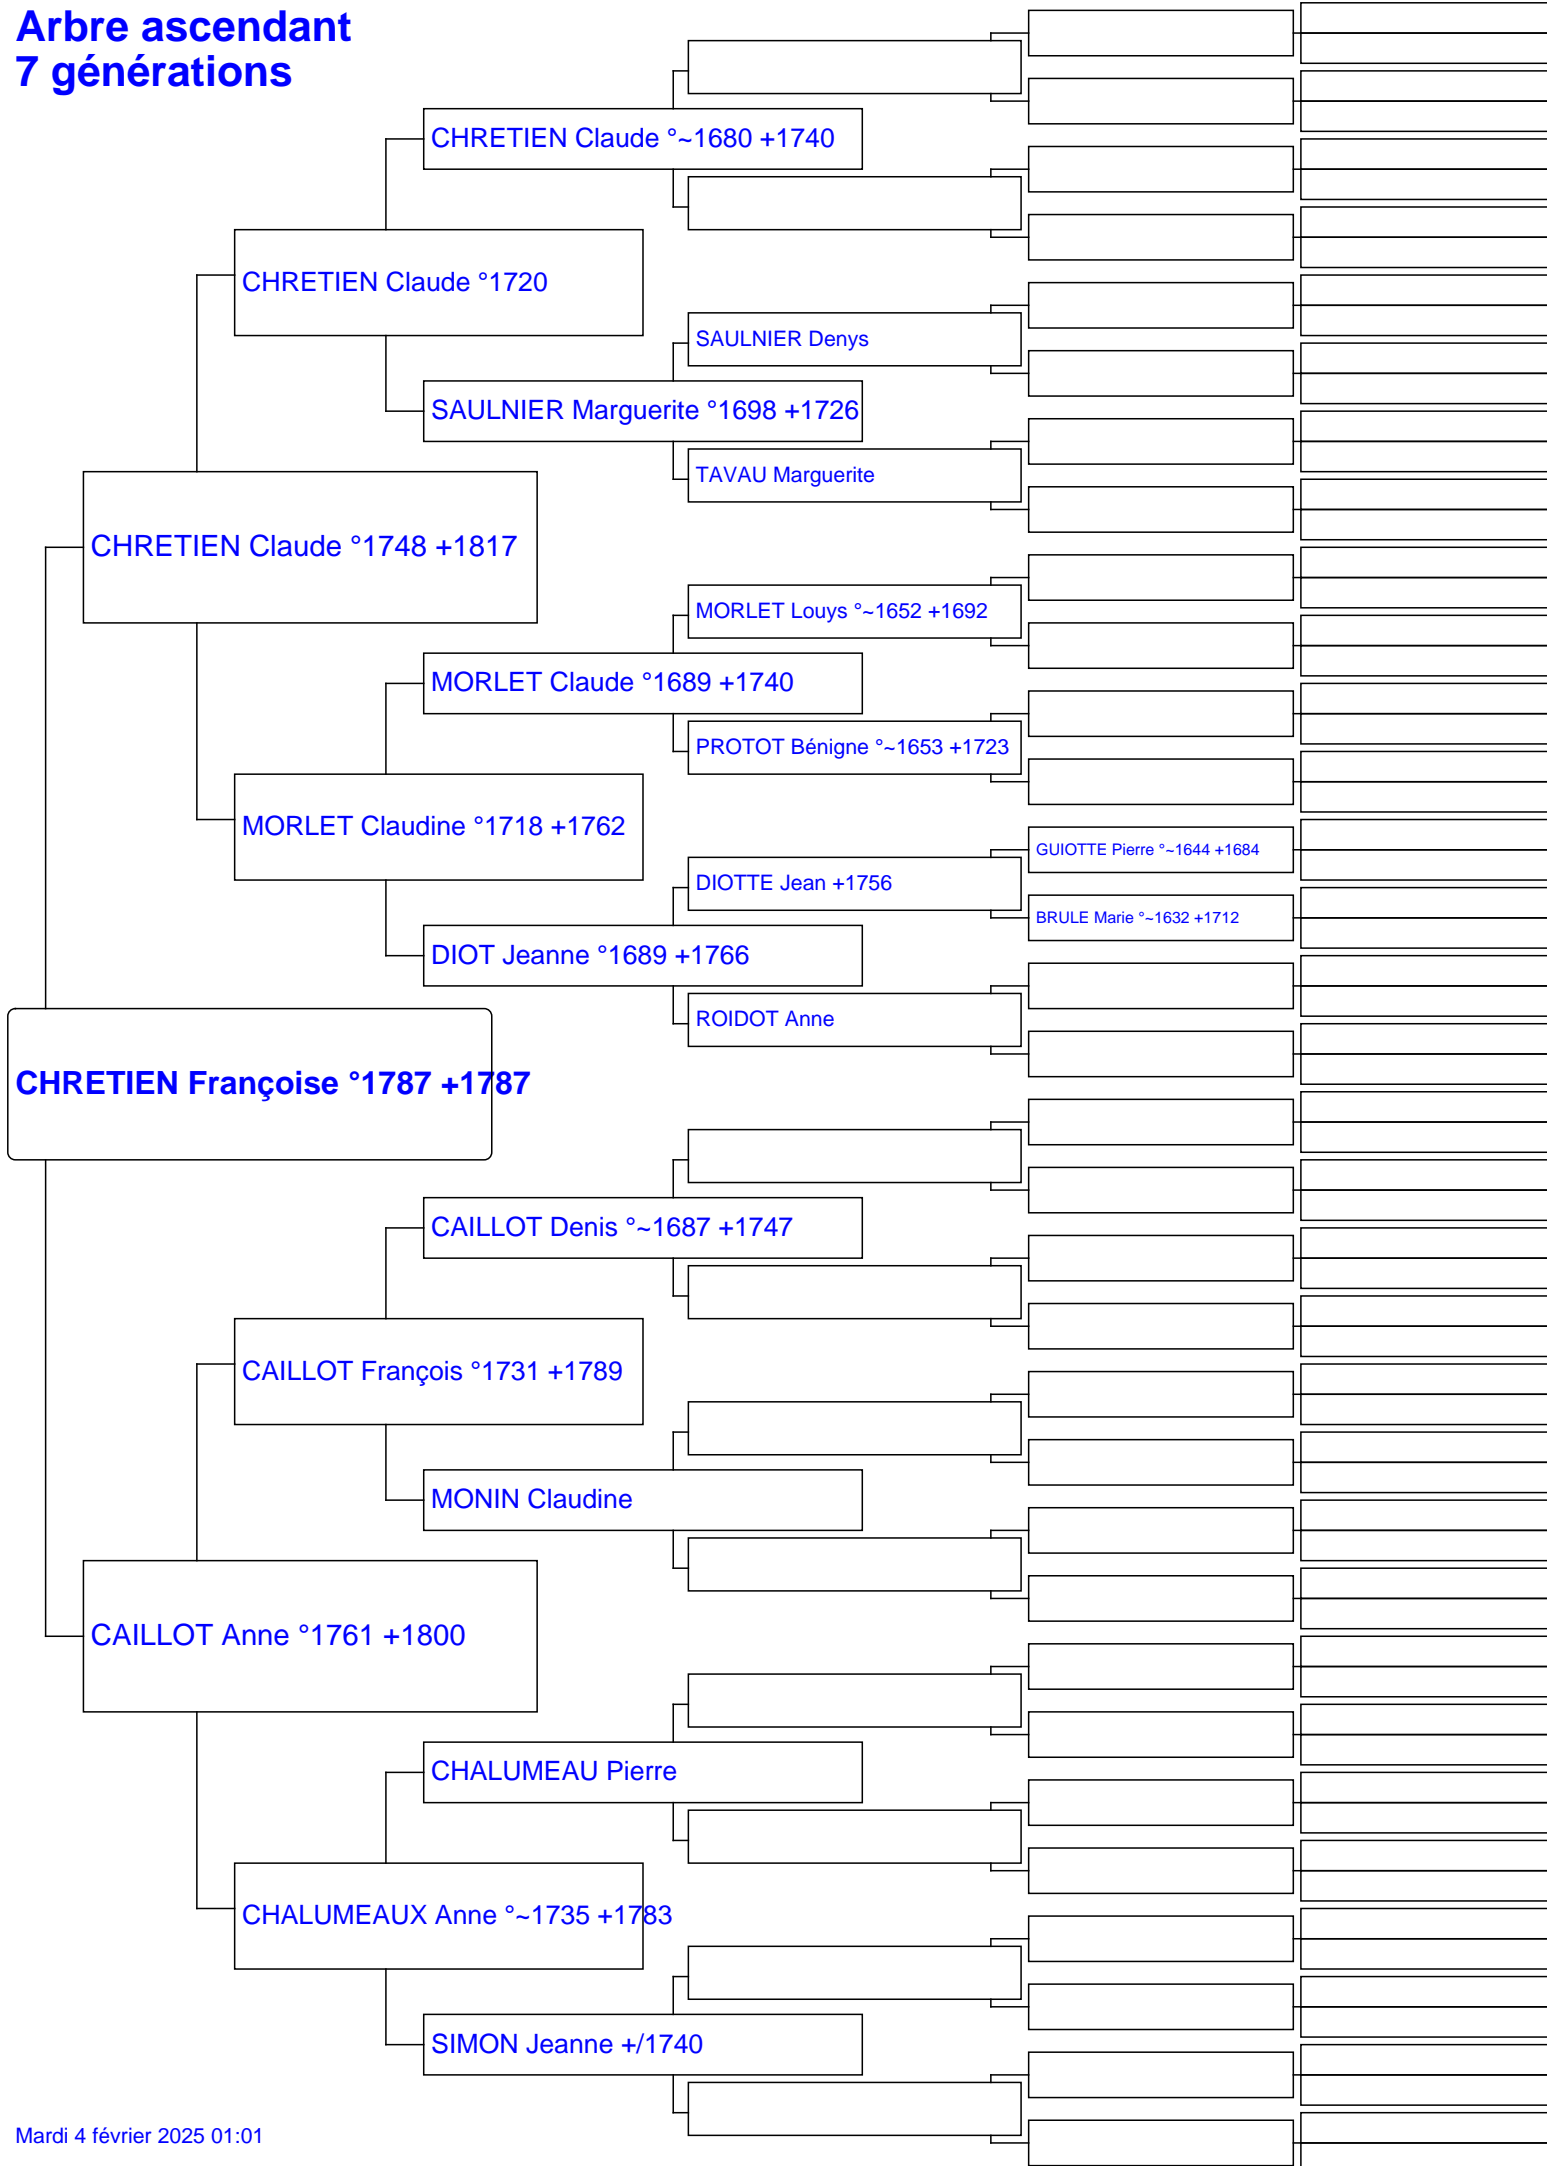 Arbre ascendant
7 générations
CHRETIEN Claude °~1680 +1740
CHRETIEN Claude °1720
SAULNIER Denys
SAULNIER Marguerite °1698 +1726
TAVAU Marguerite
CHRETIEN Claude °1748 +1817
MORLET Louys °~1652 +1692
MORLET Claude °1689 +1740
PROTOT Bénigne °~1653 +1723
MORLET Claudine °1718 +1762
GUIOTTE Pierre °~1644 +1684
DIOTTE Jean +1756
BRULE Marie °~1632 +1712
DIOT Jeanne °1689 +1766
ROIDOT Anne
CHRETIEN Françoise °1787 +1787
CAILLOT Denis °~1687 +1747
CAILLOT François °1731 +1789
MONIN Claudine
CAILLOT Anne °1761 +1800
CHALUMEAU Pierre
CHALUMEAUX Anne °~1735 +1783
SIMON Jeanne +/1740
Mardi 4 février 2025 01:01